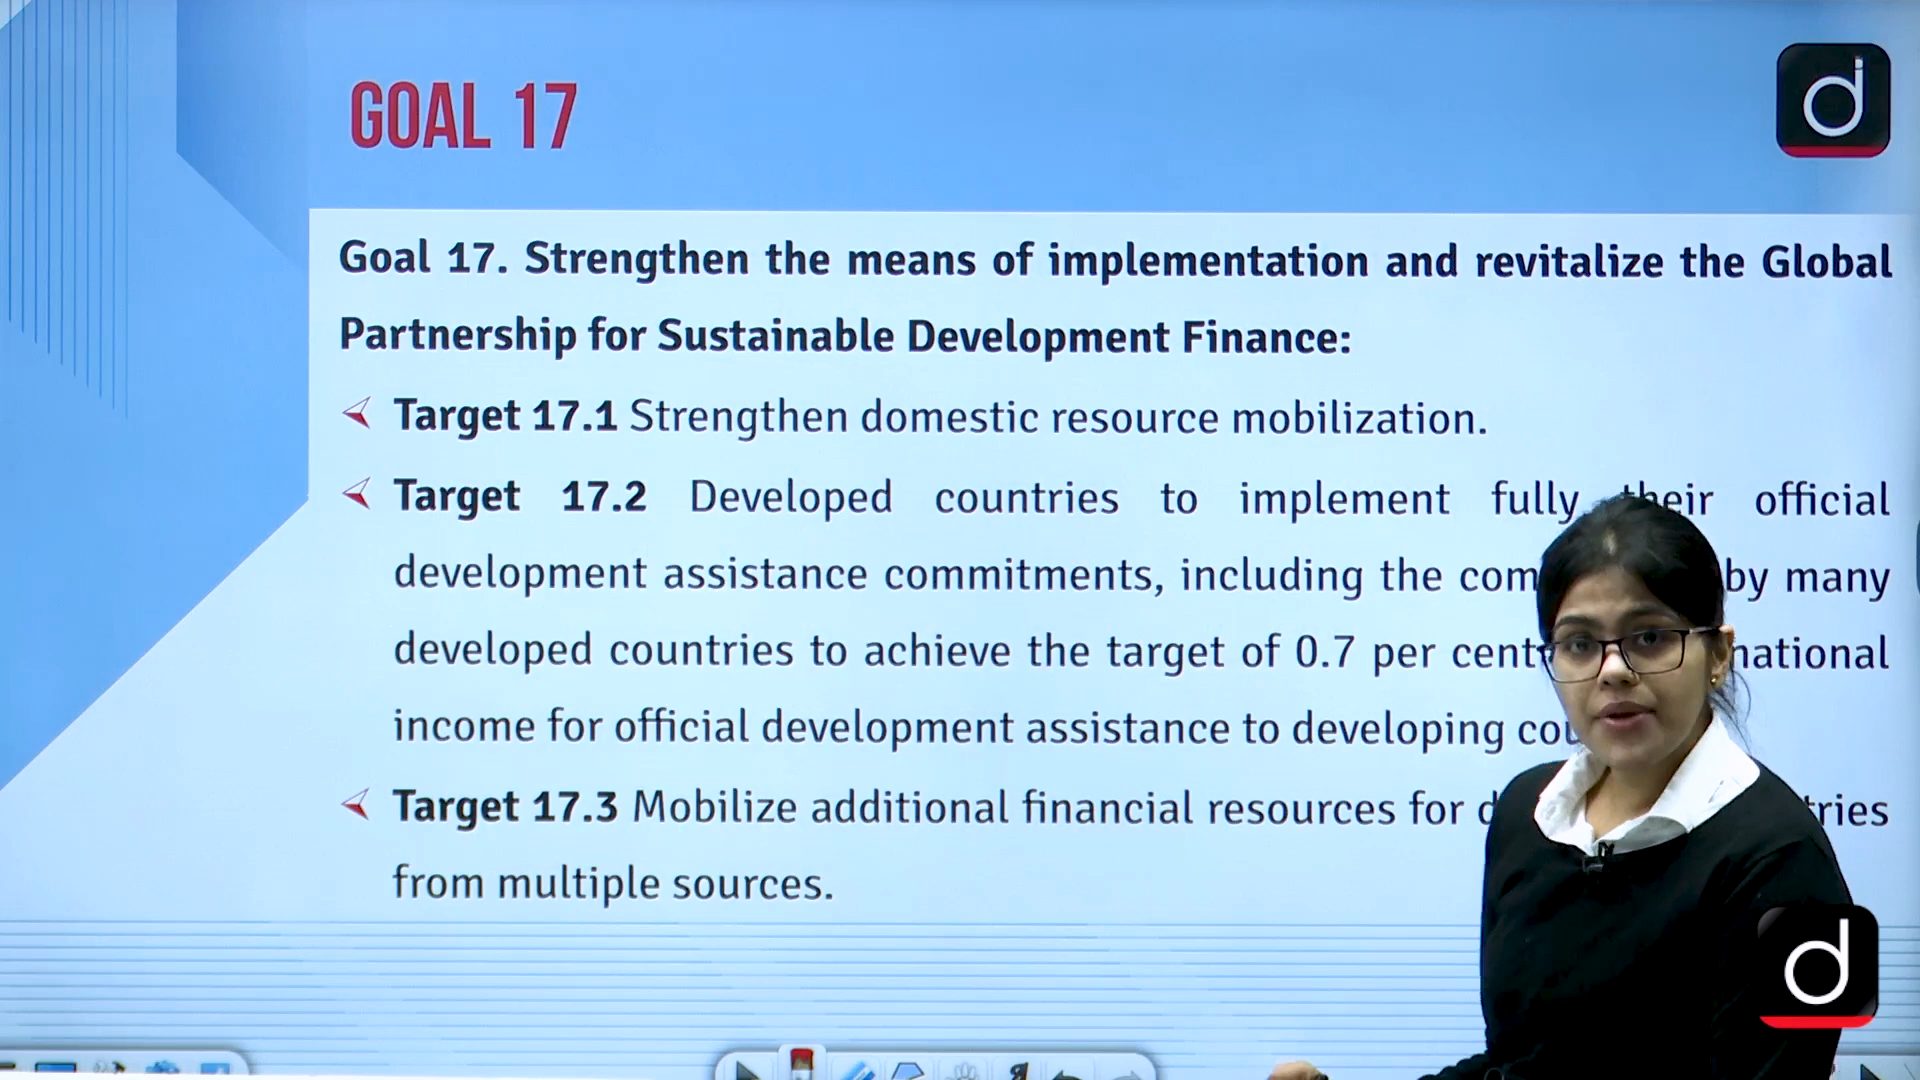 GOAL 17
d
Goal 17. Strengthen the means of implementation and revitalize the Global
Partnership for Sustainable Development Finance:
Target 17.1 Strengthen domestic resource mobilization.
Target 17.2 Developed countries to implement fully their official
development assistance commitments, including the by many
developed countries to achieve the target of 0.7 per cent national
income for official development assistance to developing
Target 17.3 Mobilize additional financial resources for
from multiple sources.
d